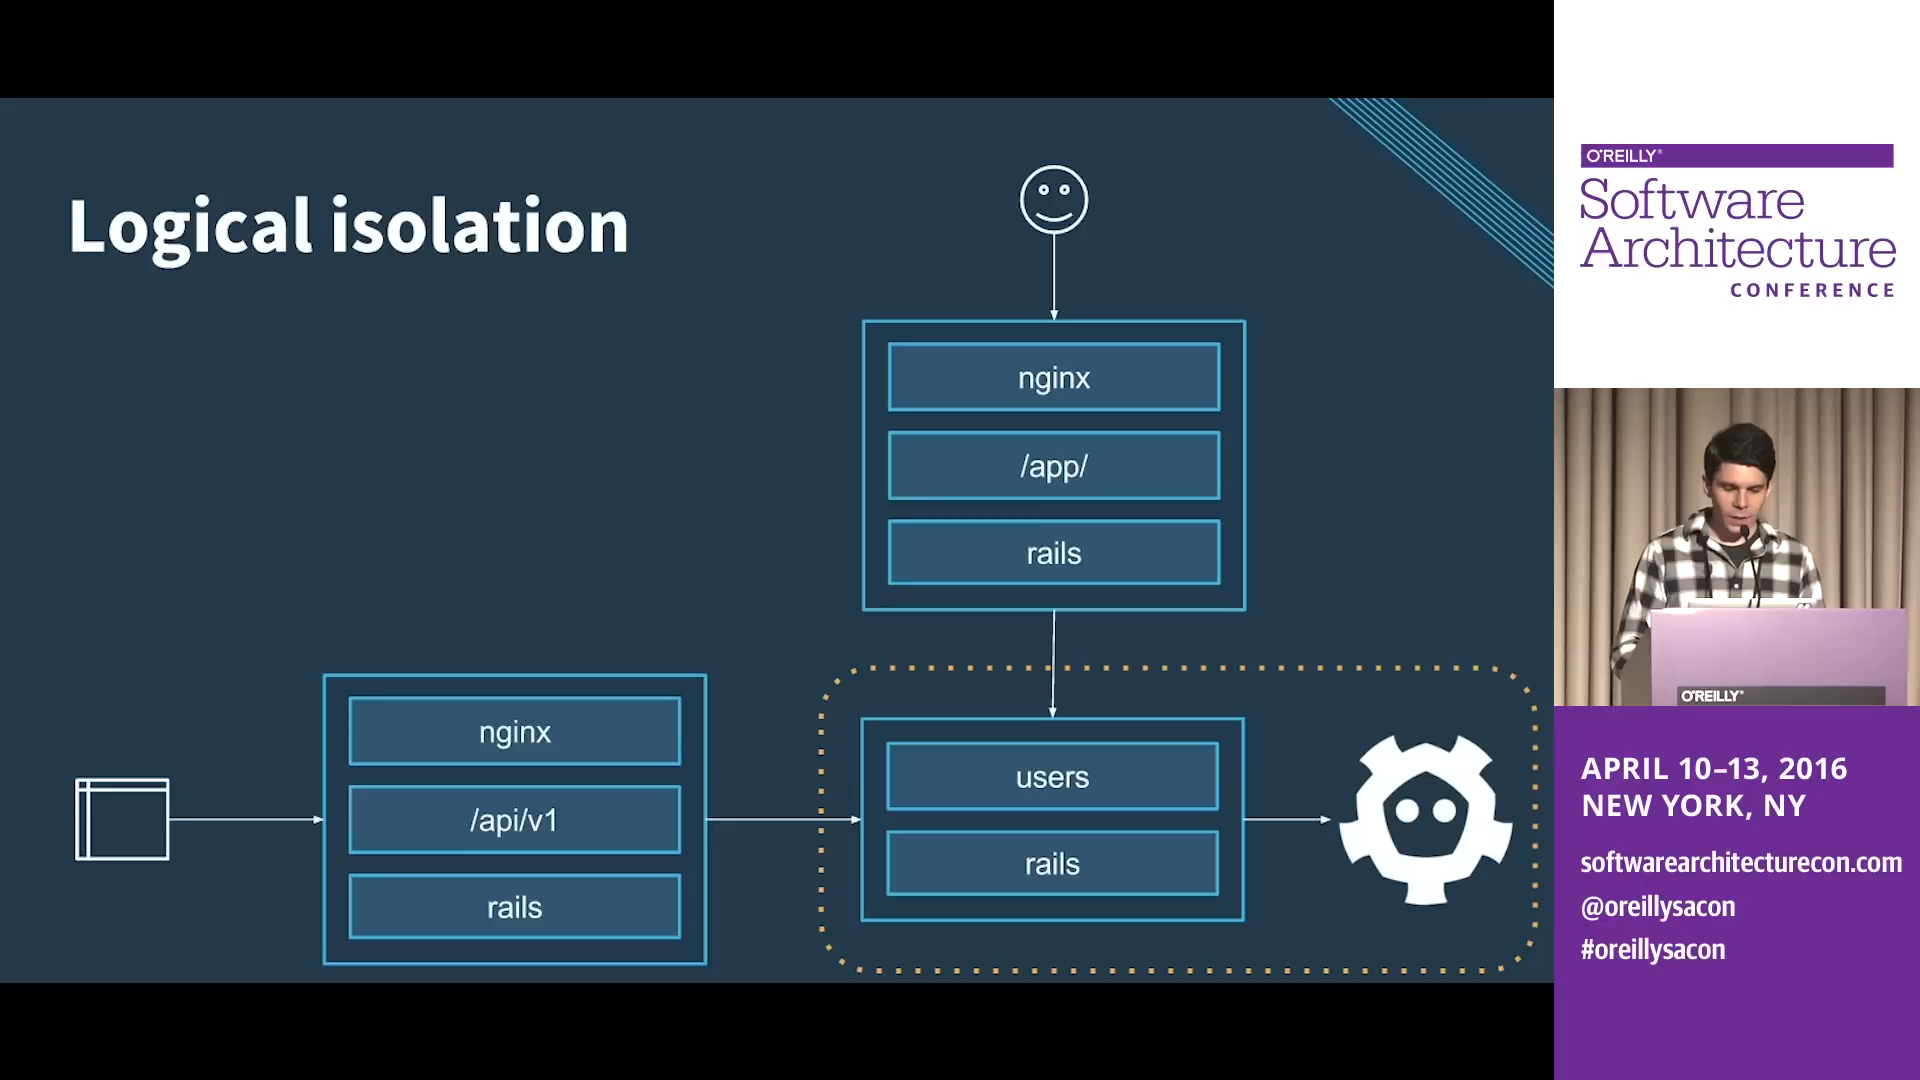 Logical isolation
nginx
/app/
rails
nginx
/api/v1
rails
users
rails
O'REILLY®
Software
Architecture
CONFERENCE
O'REILLY®
APRIL 10–13, 2016
NEW YORK, NY
softwarearchitecturecon.com
@oreillysacon
#oreillysacon